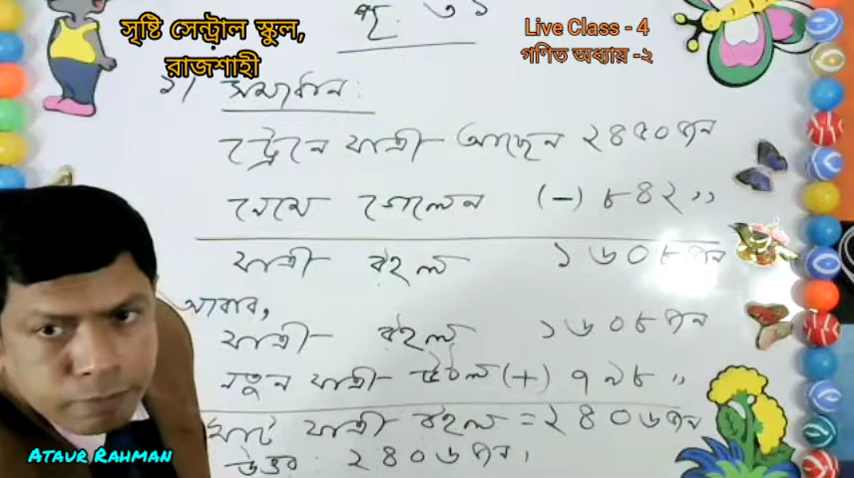 সৃষ্টি সেন্ট্রাল স্কুল,
রাজশাহী
Live Class - 4
গণিত অধ্যায় -২
পৃ: ৩১
১) সমাধান:
ট্রেনে যাত্রী আছেন ২৪৫০ জন
নেমে গেলেন (-) ৮৪২ ,,
যাত্রী রইল ১৬০৮ জন
আবার,
যাত্রী রইল ১৬০৮ জন
নতুন যাত্রী উঠল (+) ৭৯৮ ,,
মোট যাত্রী রইল = ২৪০৬ জন
উত্তর: ২৪০৬ জন।
ATAUR RAHMAN